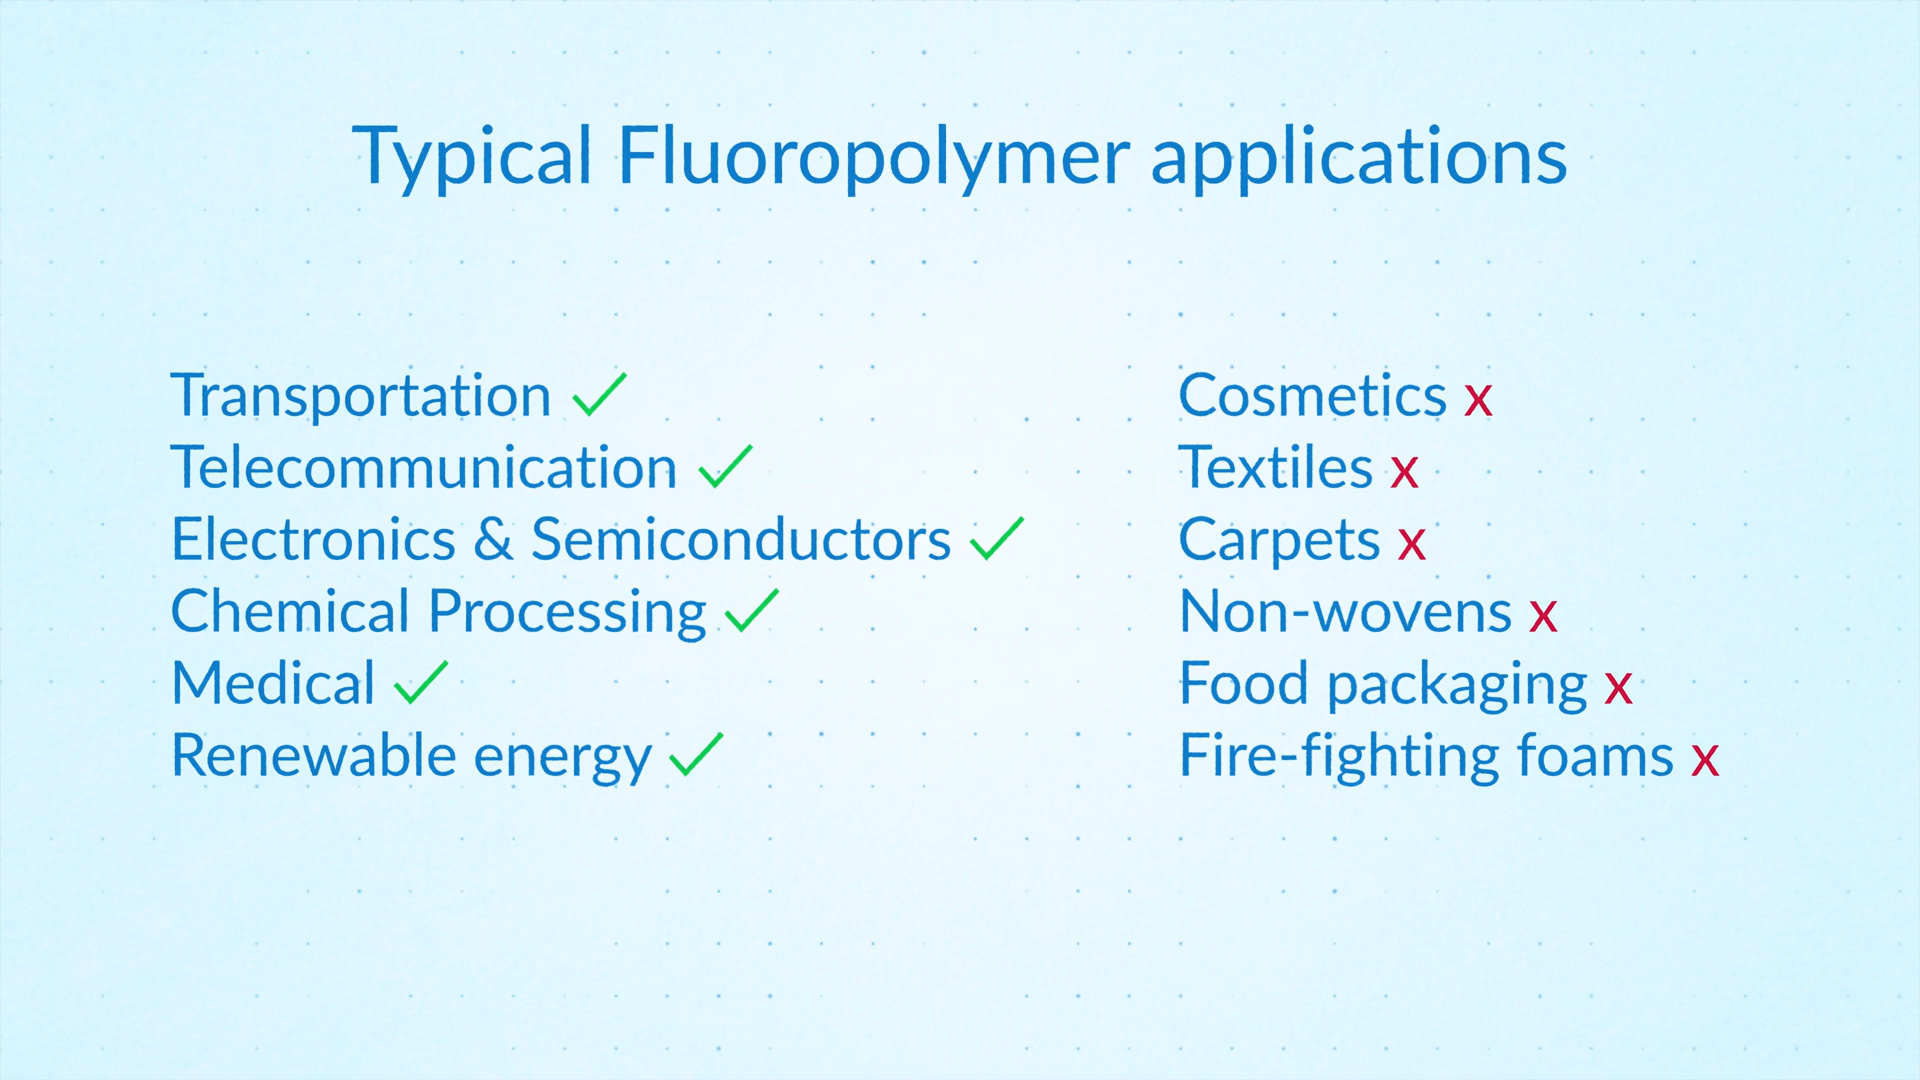 Typical Fluoropolymer applications
Transportation ✓
Telecommunication ✓
Electronics & Semiconductors ✓
Chemical Processing ✓
Medical ✓
Renewable energy ✓
Cosmetics x
Textiles x
Carpets x
Non-wovens x
Food packaging x
Fire-fighting foams x